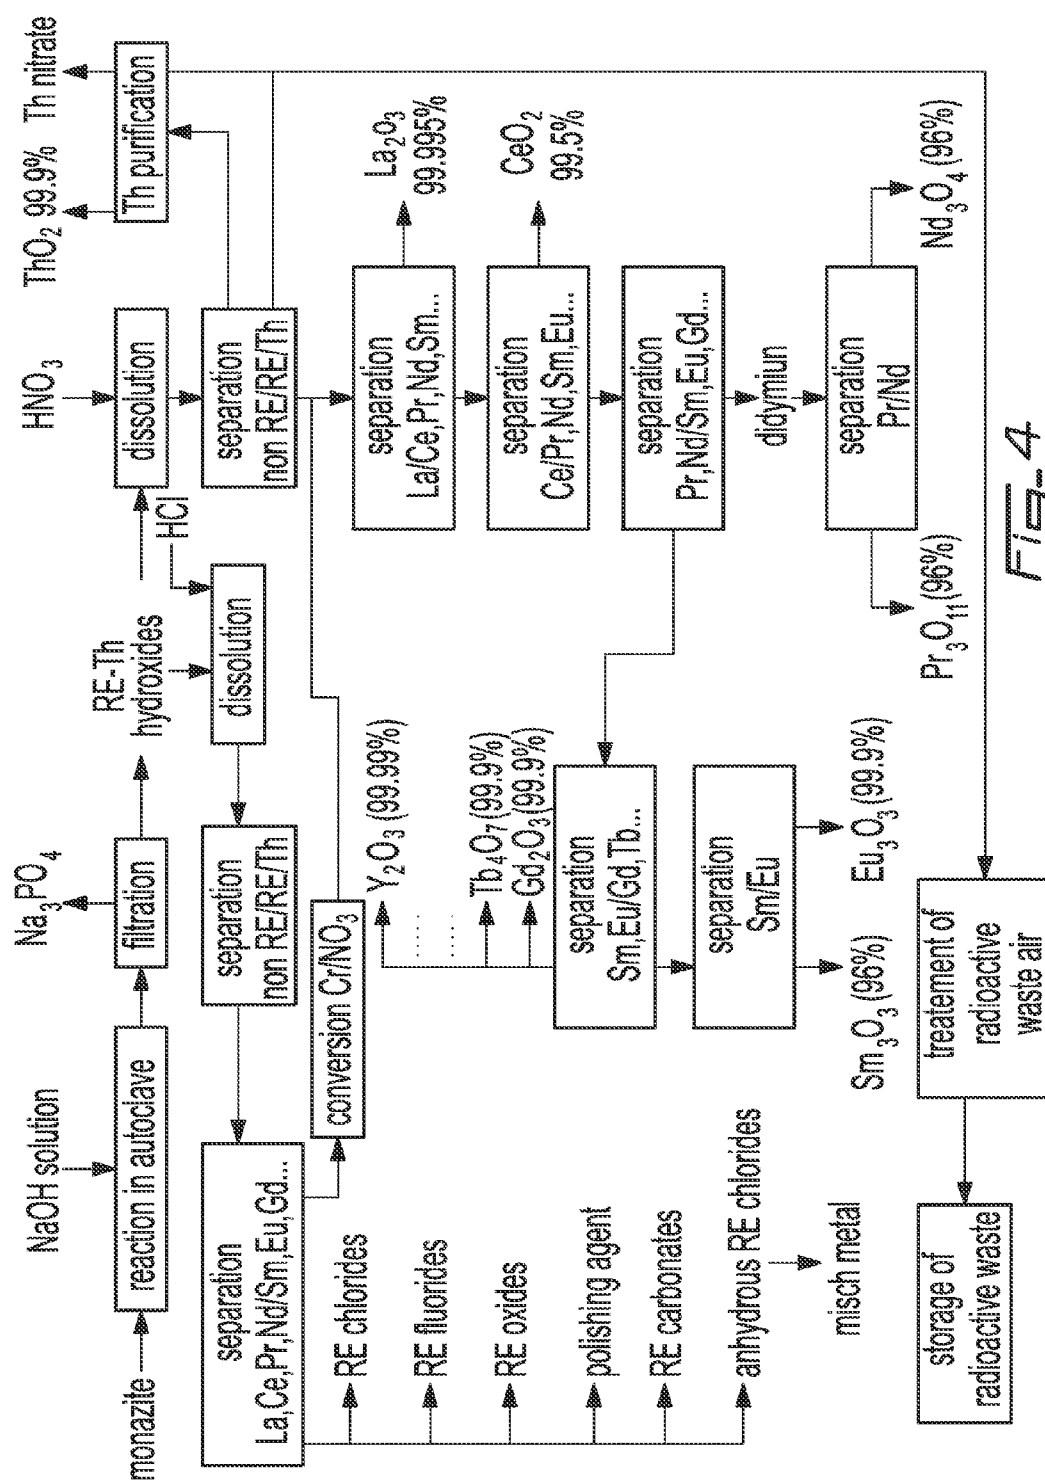 monazite
NaOH solution
reaction in autoclave
filtration
Na3PO4
RE-Th
hydroxides
HCl
HNO3
dissolution
ThO2 99.9%
Th nitrate
Th purification
dissolution
separation
non RE/RE/Th
separation
non RE/RE/Th
separation
La,Ce,Pr,Nd/Sm,Eu,Gd...
conversion Cr/NO3
RE chlorides
RE fluorides
RE oxides
polishing agent
RE carbonates
anhydrous RE chlorides
misch metal
Y2O3 (99.99%)
Tb4O7 (99.9%)
Gd2O3 (99.9%)
separation
Sm,Eu/Gd,Tb...
separation
Sm/Eu
Sm3O3 (96%)
Eu3O3 (99.9%)
separation
La/Ce,Pr,Nd,Sm...
La2O3
99.995%
separation
Ce/Pr,Nd,Sm,Eu...
CeO2
99.5%
separation
Pr,Nd/Sm,Eu,Gd...
didymiun
separation
Pr/Nd
Pr3O11 (96%)
Nd3O4 (96%)
treatement of
radioactive
waste air
storage of
radioactive waste
Fig. 4